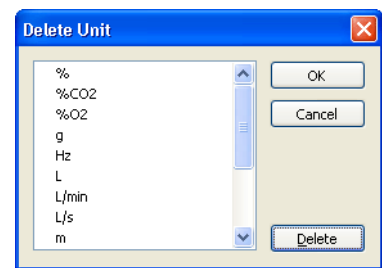 Delete Unit
%
%CO2
%O2
g
Hz
L
L/min
L/s
m
OK
Cancel
Delete